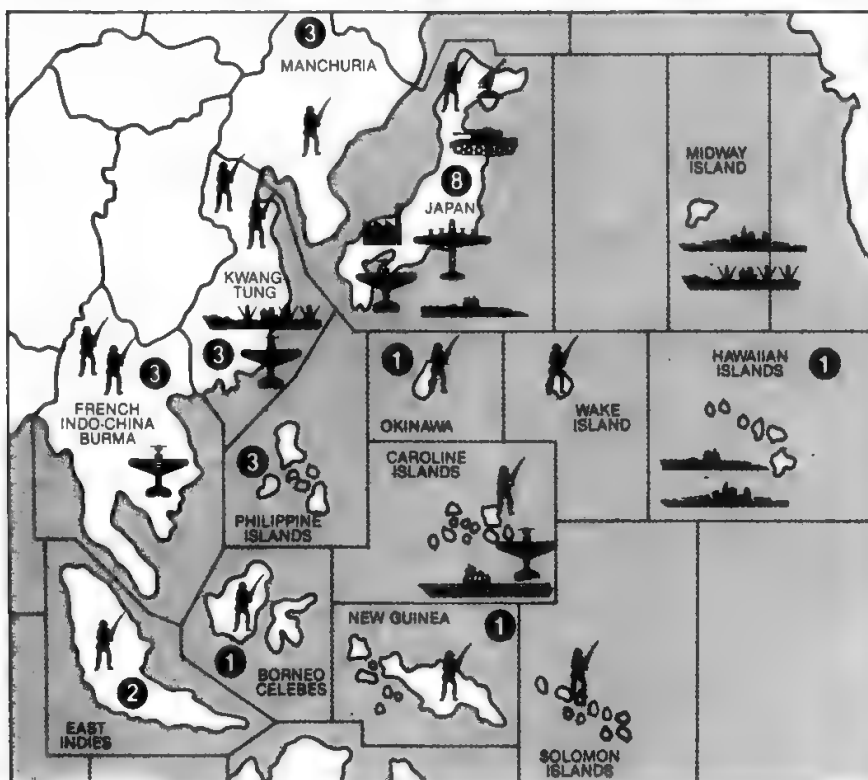 3
MANCHURIA
8
JAPAN
MIDWAY
ISLAND
KWANG-
TUNG
3
3
FRENCH
INDO-CHINA
BURMA
1
OKINAWA
WAKE
ISLAND
HAWAIIAN
ISLANDS
1
3
PHILIPPINE
ISLANDS
CAROLINE
ISLANDS
NEW GUINEA
1
1
BORNEO
CELEBES
2
EAST
INDIES
SOLOMON
ISLANDS